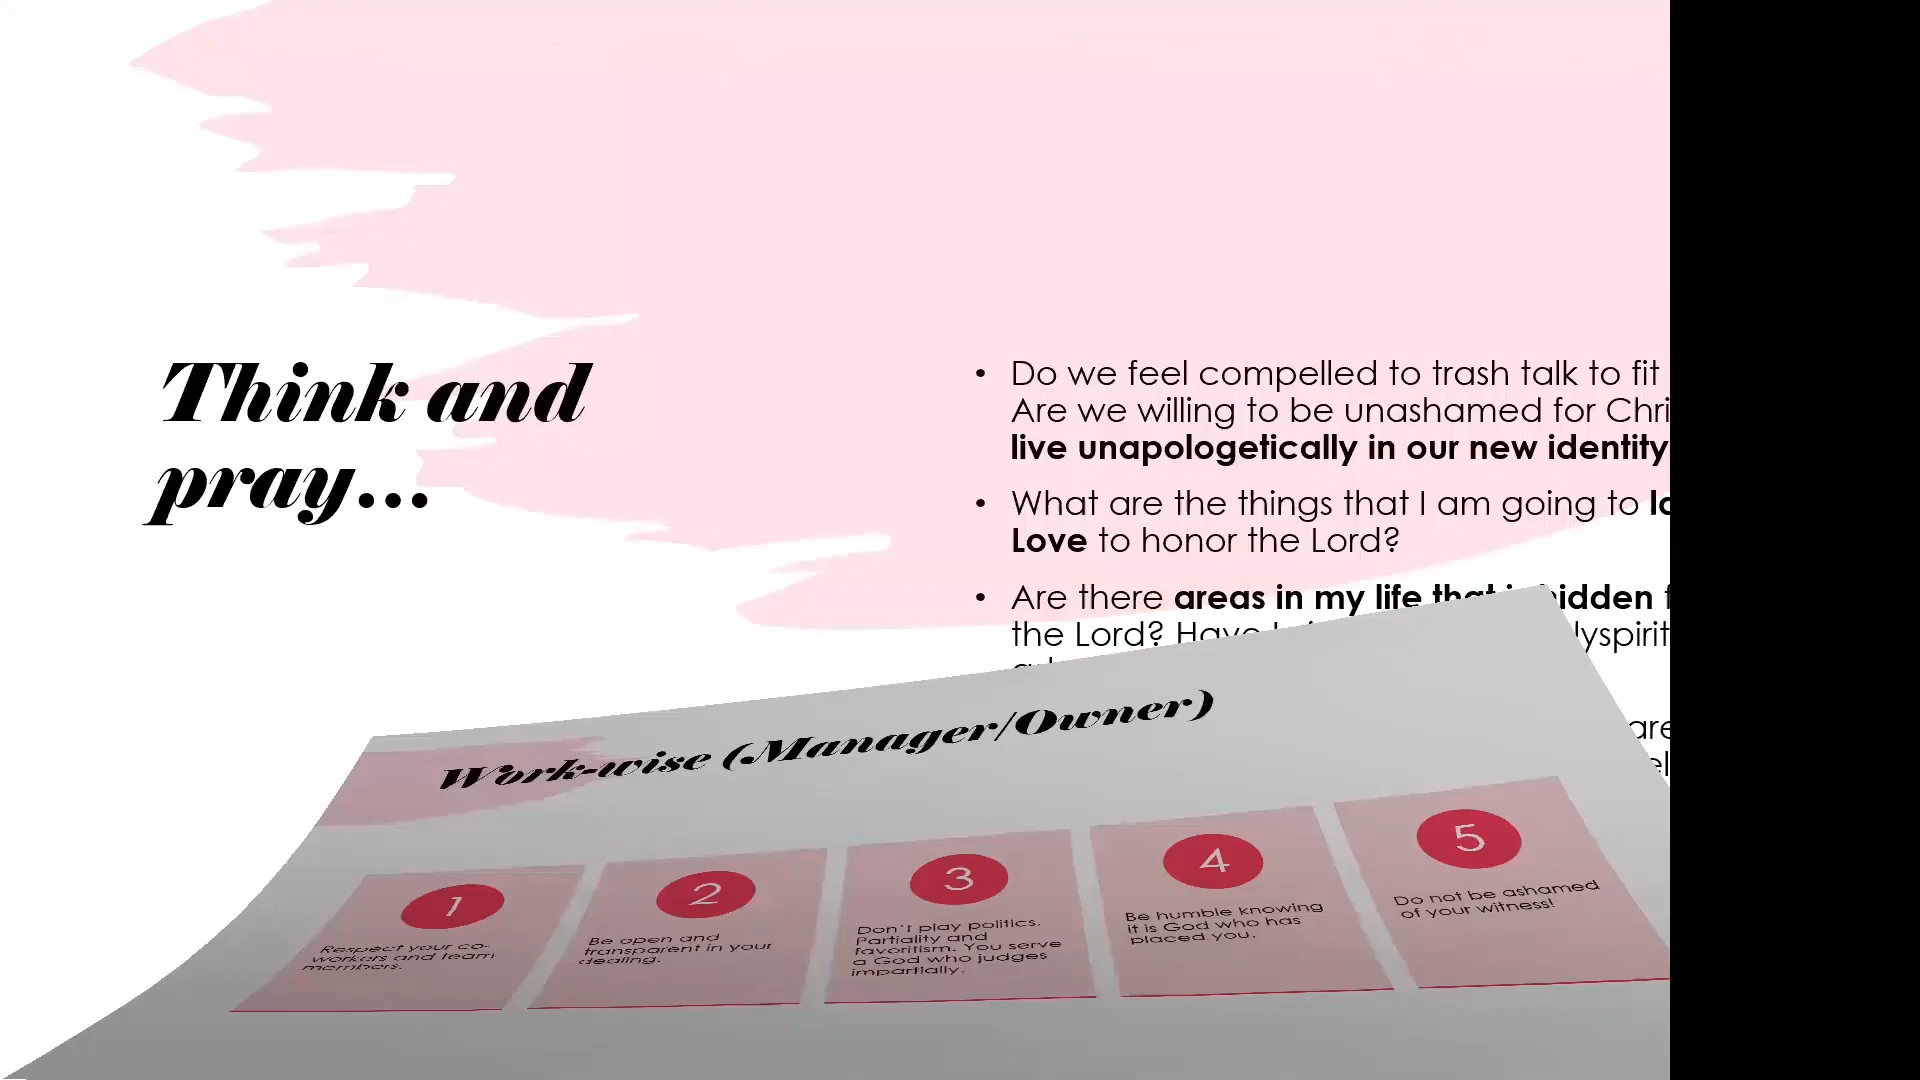 Think and
pray...
• Do we feel compelled to trash talk to fit
Are we willing to be unashamed for
live unapologetically in our new identity
• What are the things that I am going to
Love to honor the Lord?
• Are there areas in my life that is hidden
the Lord?
Work-wise (Manager/Owner)
1
Respect your co-
workers and team
members.
2
Be open and
transparent in your
dealing.
3
Don't play politics.
Partiality and
favoritism. You serve
a God who judges
impartially.
4
Be humble knowing
it is God who has
placed you.
5
Do not be ashamed
of your witness!